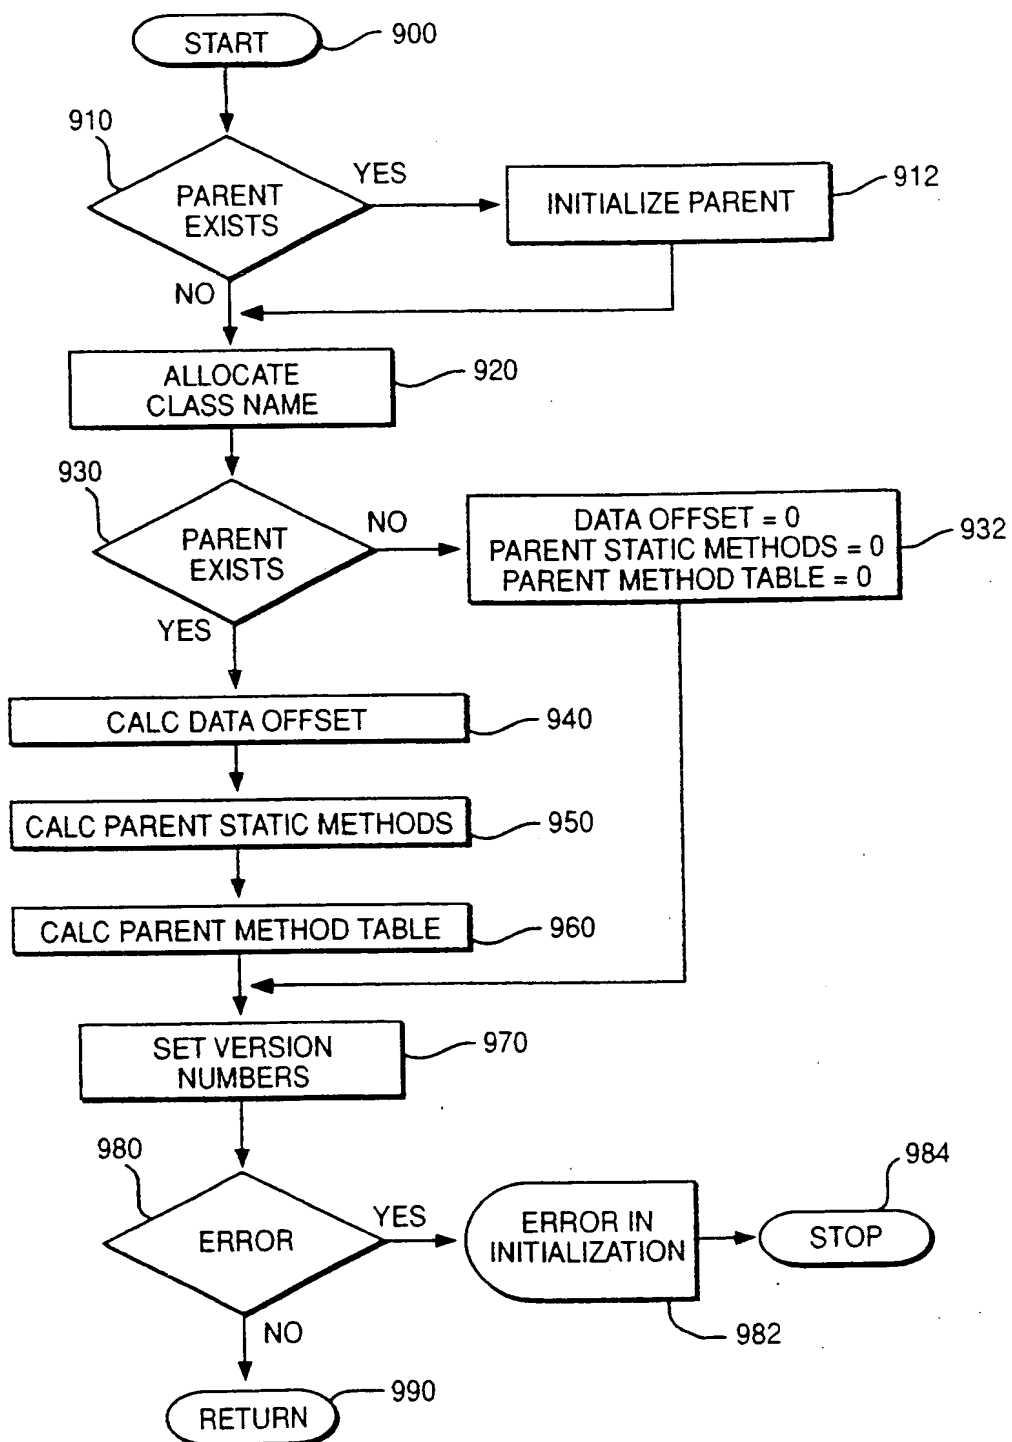 START
900
910
PARENT
EXISTS
YES
INITIALIZE PARENT
912
NO
ALLOCATE
CLASS NAME
920
930
PARENT
EXISTS
NO
DATA OFFSET = 0
PARENT STATIC METHODS = 0
PARENT METHOD TABLE = 0
932
YES
CALC DATA OFFSET
940
CALC PARENT STATIC METHODS
950
CALC PARENT METHOD TABLE
960
SET VERSION
NUMBERS
970
980
ERROR
YES
ERROR IN
INITIALIZATION
982
STOP
984
NO
RETURN
990